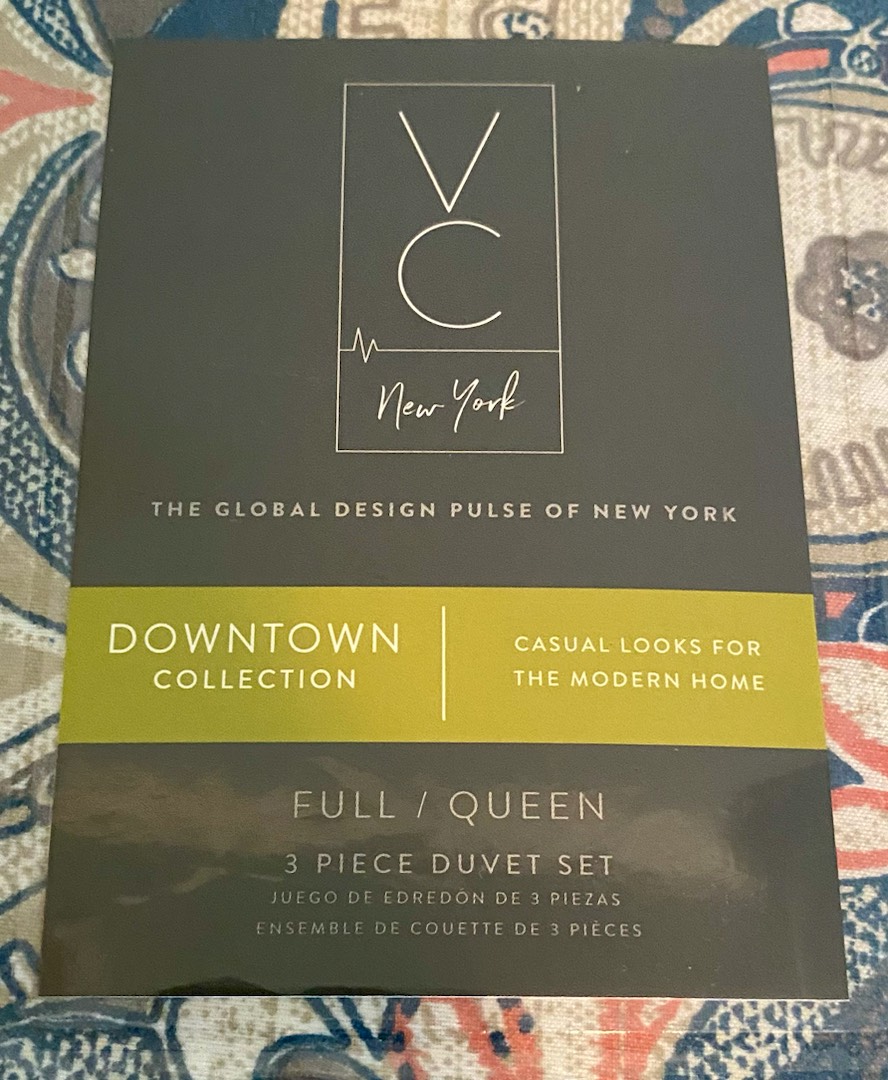 V
C
New York
THE GLOBAL DESIGN PULSE OF NEW YORK
DOWNTOWN
COLLECTION
CASUAL LOOKS FOR
THE MODERN HOME
FULL / QUEEN
3 PIECE DUVET SET
JUEGO DE EDREDÓN DE 3 PIEZAS
ENSEMBLE DE COUETTE DE 3 PIÈCES